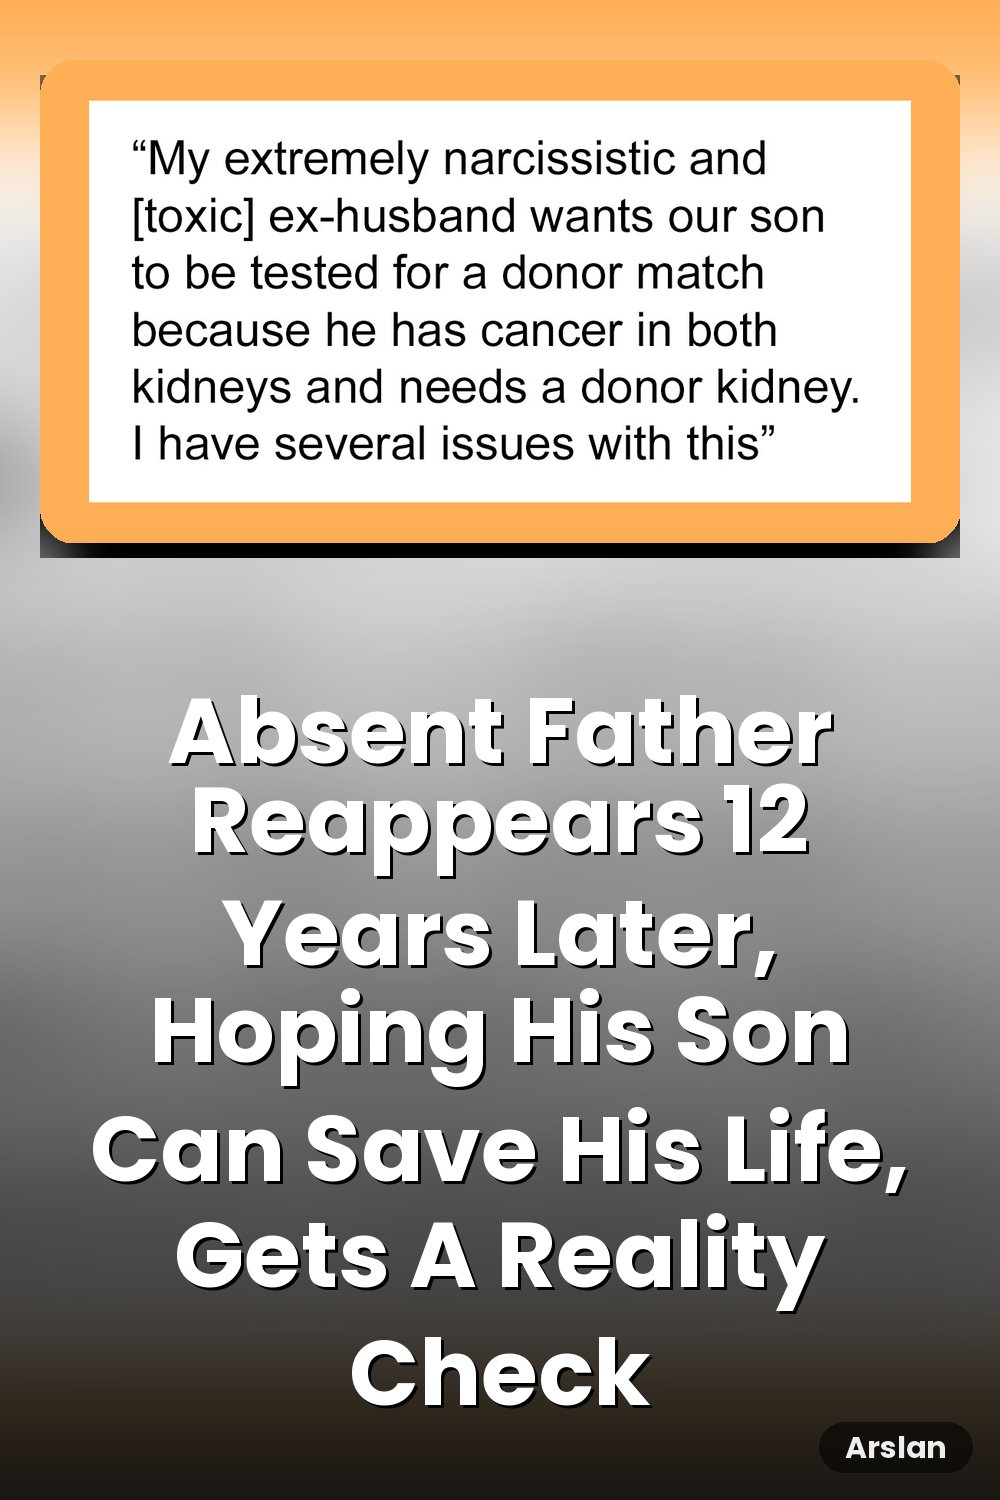 “My extremely narcissistic and
[toxic] ex-husband wants our son
to be tested for a donor match
because he has cancer in both
kidneys and needs a donor kidney.
I have several issues with this”
Absent Father
Reappears 12
Years Later,
Hoping His Son
Can Save His Life,
Gets A Reality
Check
Arslan